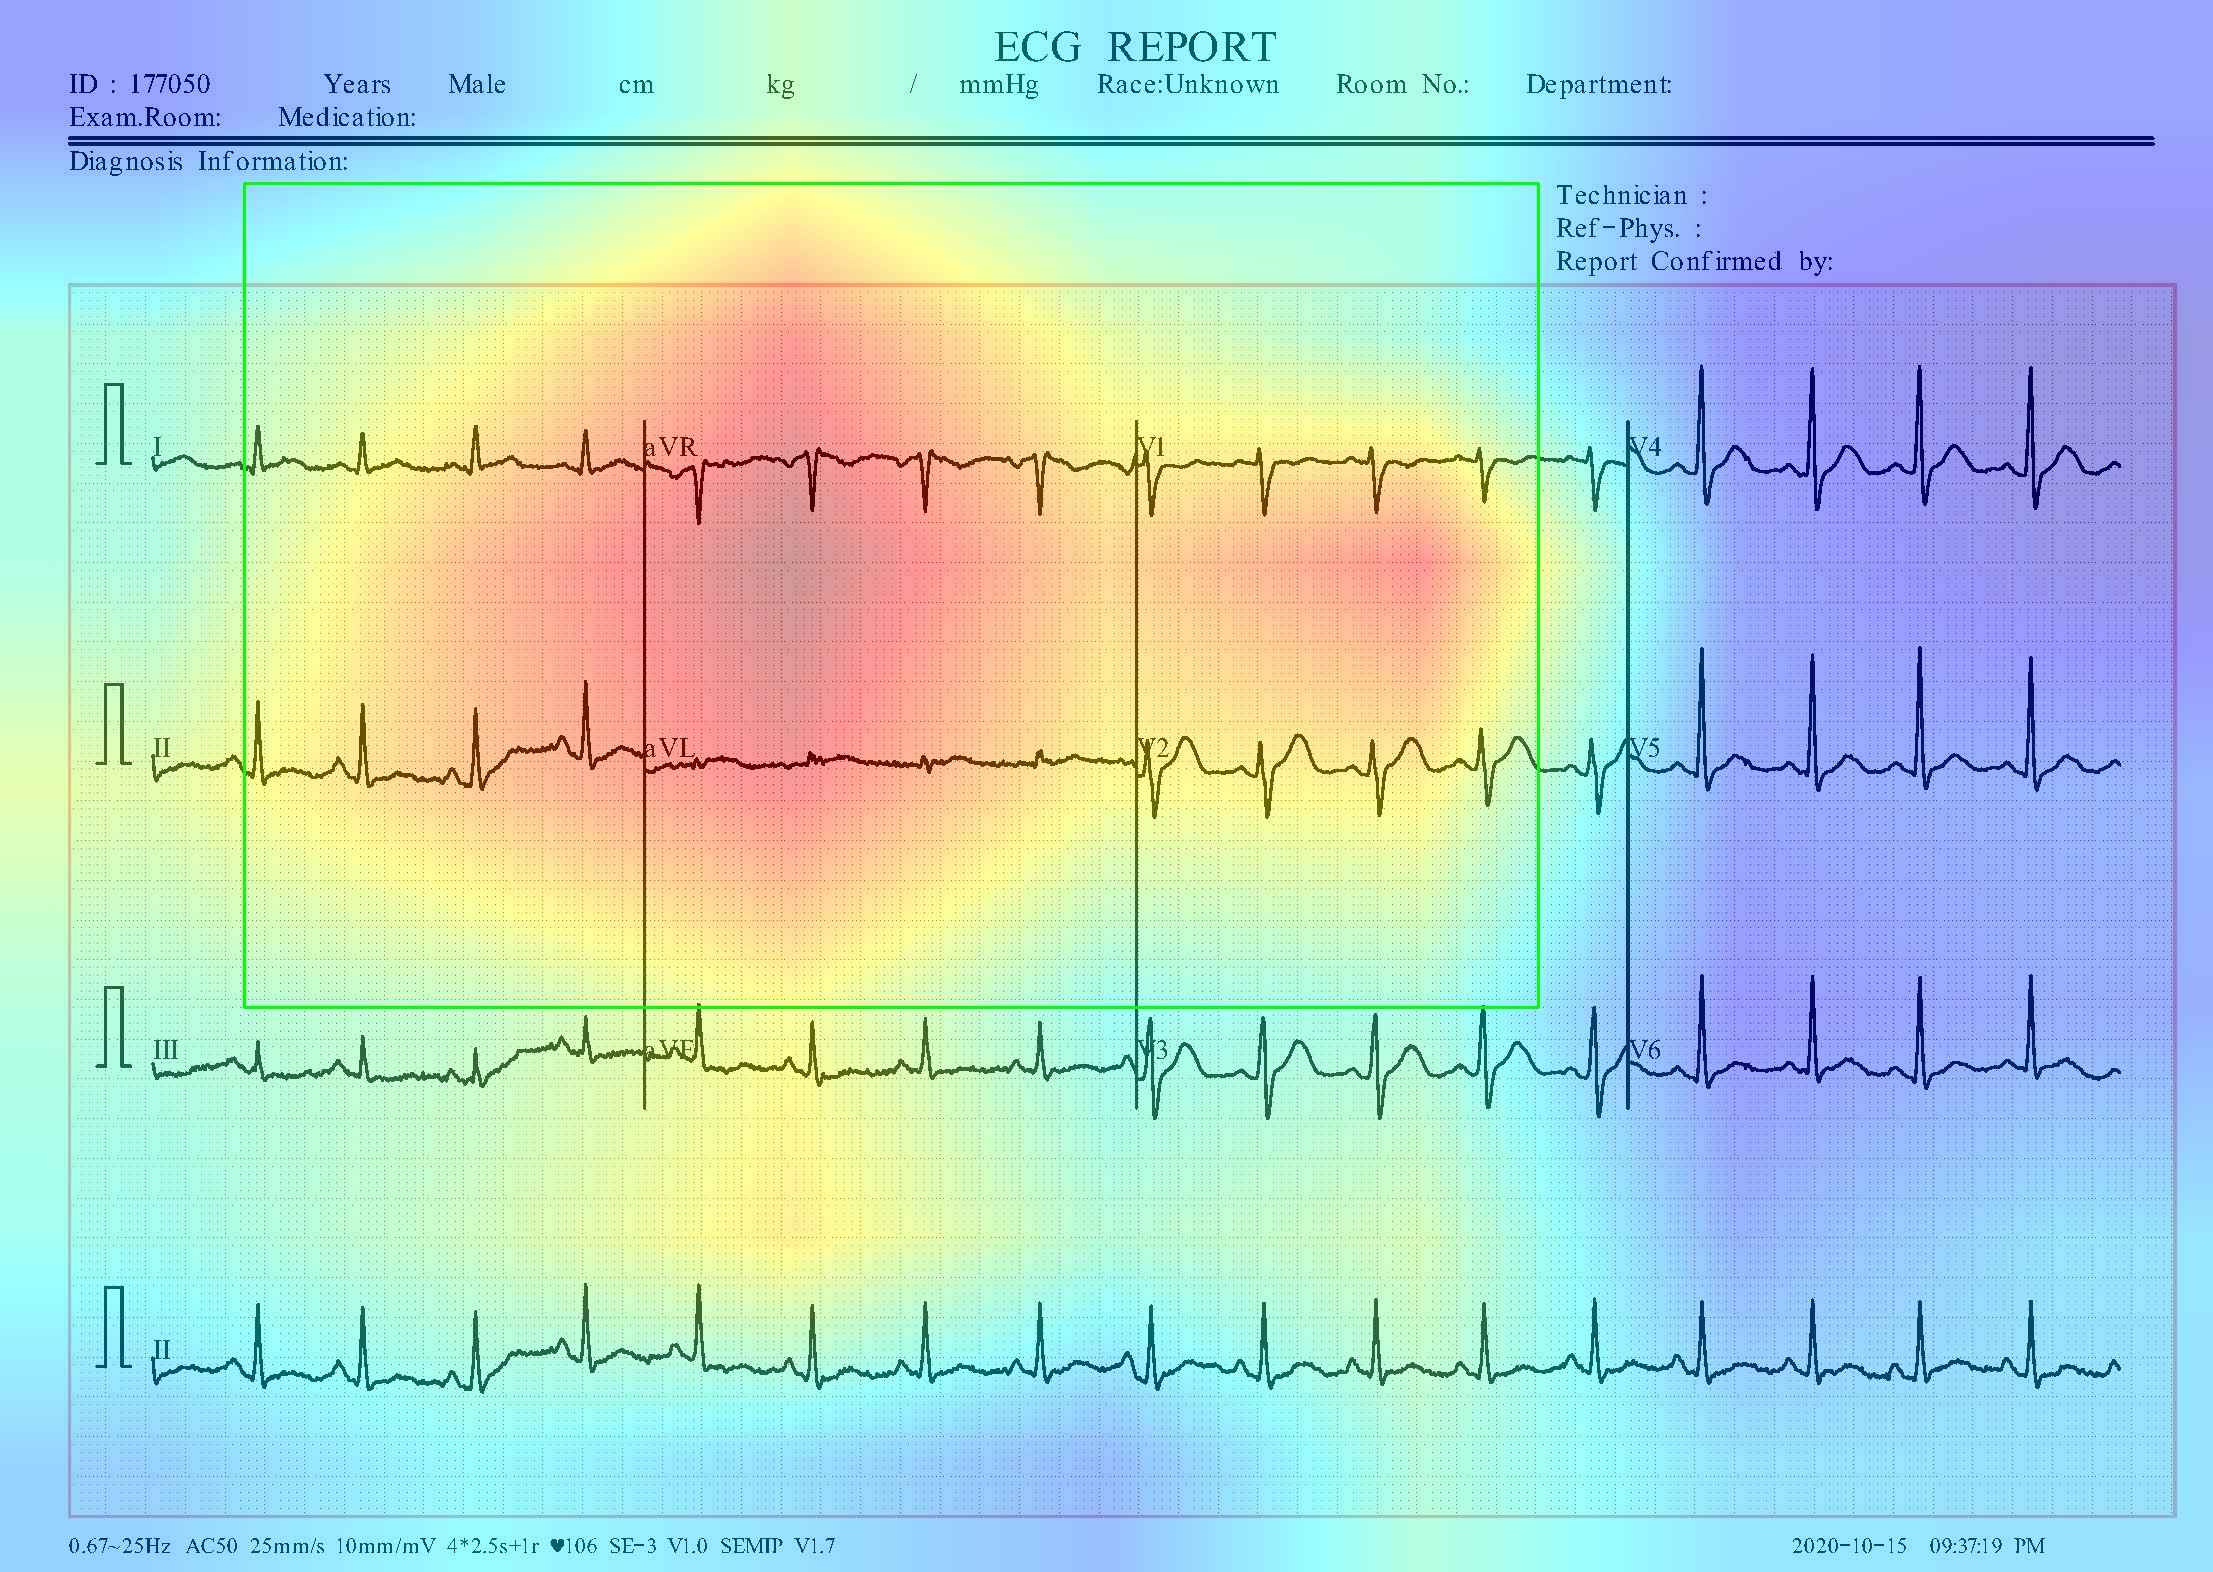 ECG REPORT
ID : 177050 Years Male cm kg / mmHg Race:Unknown Room No.: Department:
Exam.Room: Medication:
Diagnosis Information:
Technician :
Ref-Phys. :
Report Confirmed by:
I aVR V1 V4
II aVL V2 V5
III aVF V3 V6
II
0.67~25Hz AC50 25mm/s 10mm/mV 4*2.5s+1r ♥106 SE-3 V1.0 SEMIP V1.7 2020-10-15 09:37:19 PM